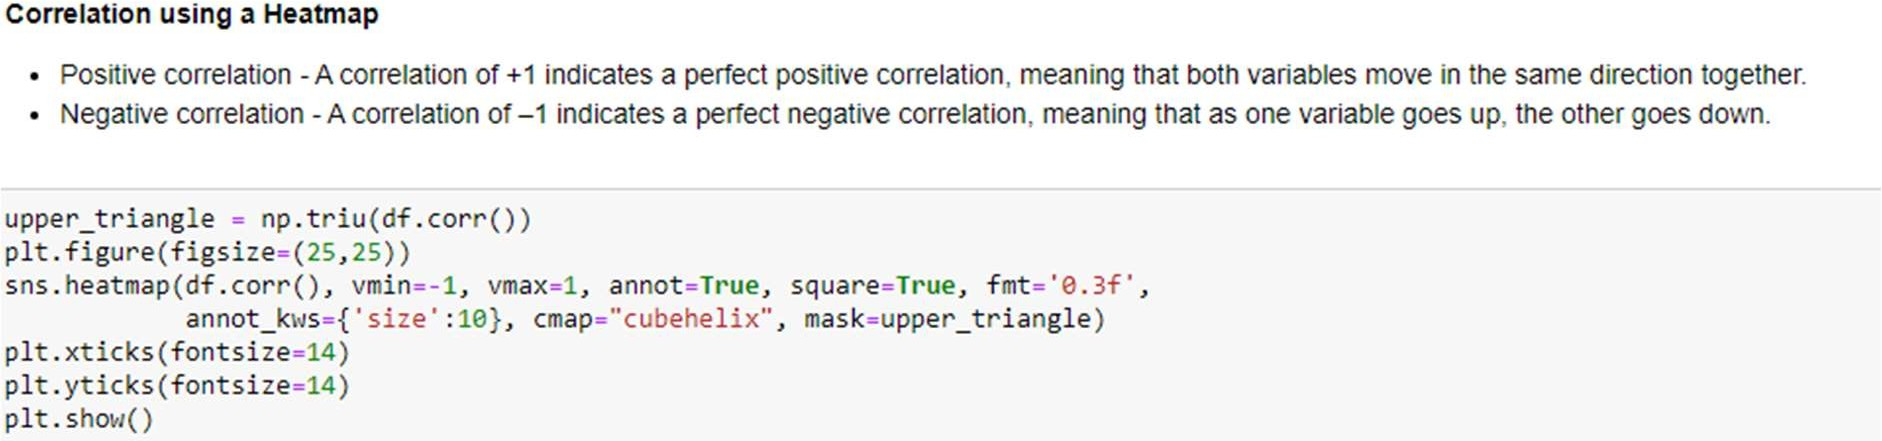 Correlation using a Heatmap
• Positive correlation - A correlation of +1 indicates a perfect positive correlation, meaning that both variables move in the same direction together.
• Negative correlation - A correlation of –1 indicates a perfect negative correlation, meaning that as one variable goes up, the other goes down.
upper_triangle = np.triu(df.corr())
plt.figure(figsize=(25,25))
sns.heatmap(df.corr(), vmin=-1, vmax=1, annot=True, square=True, fmt='0.3f',
            annot_kws={'size':10}, cmap="cubehelix", mask=upper_triangle)
plt.xticks(fontsize=14)
plt.yticks(fontsize=14)
plt.show()